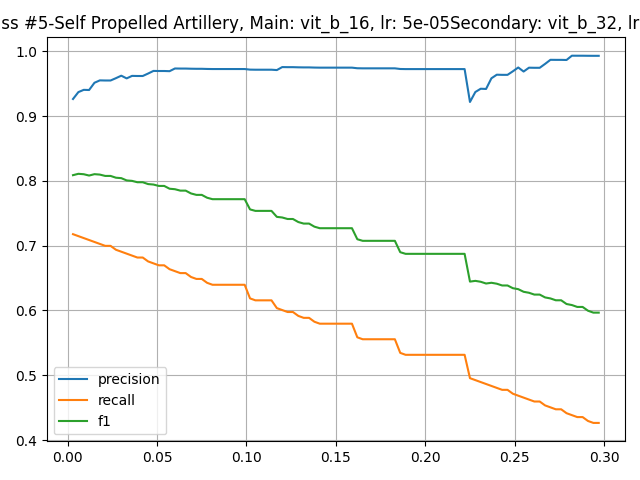 ss #5-Self Propelled Artillery, Main: vit_b_16, lr: 5e-05Secondary: vit_b_32, lr
1.0
0.9
0.8
0.7
0.6
0.5
0.4
precision
recall
f1
0.00 0.05 0.10 0.15 0.20 0.25 0.30